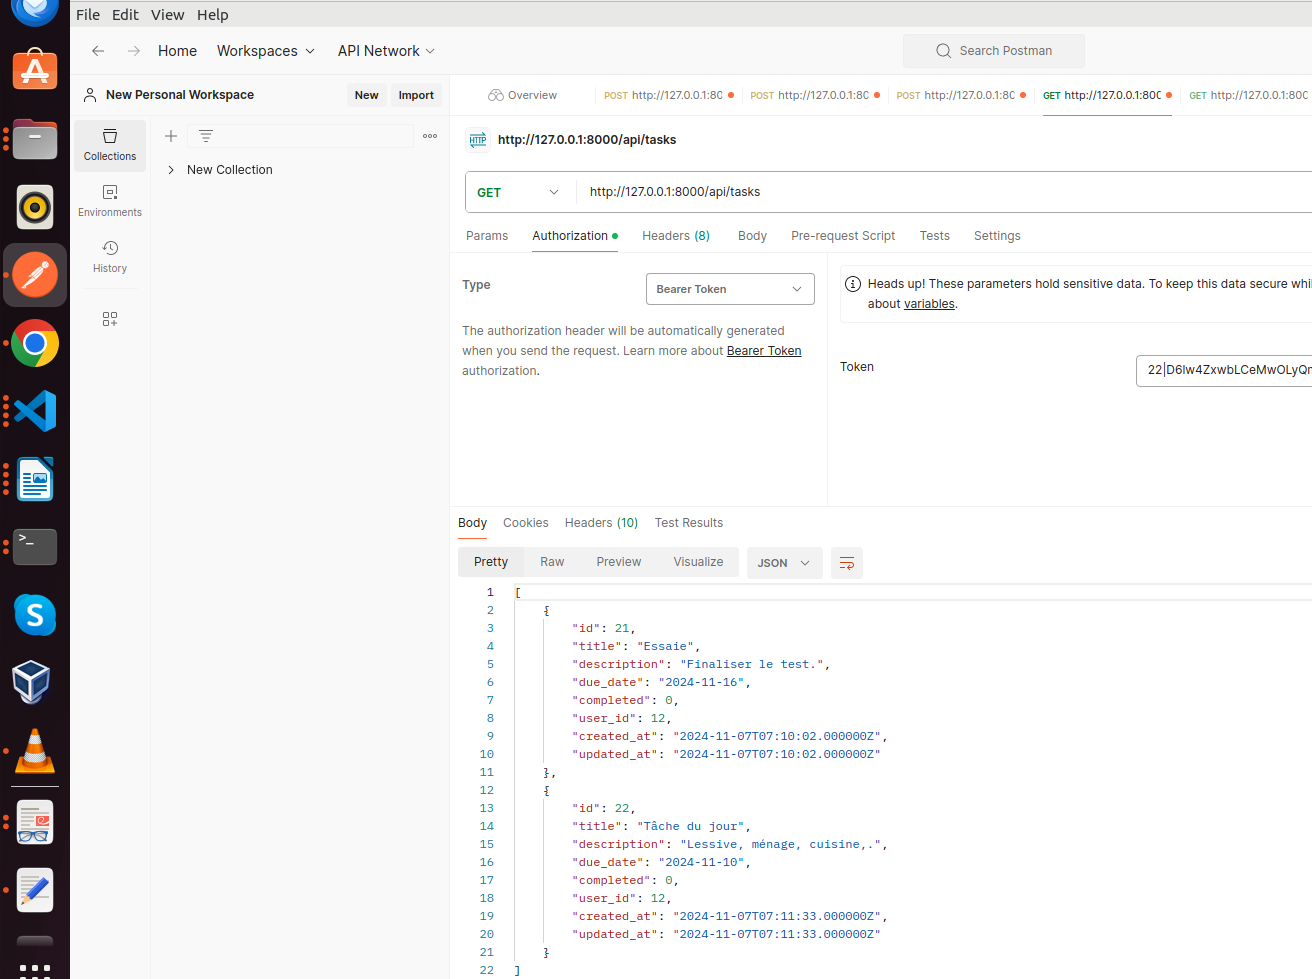 File Edit View Help
Home Workspaces API Network Search Postman
New Personal Workspace New Import
Overview POST http://127.0.0.1:80 POST http://127.0.0.1:80 POST http://127.0.0.1:80 GET http://127.0.0.1:800 GET http://127.0.0.1:800
Collections
Environments
History
New Collection
HTTP http://127.0.0.1:8000/api/tasks
GET http://127.0.0.1:8000/api/tasks
Params Authorization Headers (8) Body Pre-request Script Tests Settings
Type Bearer Token
The authorization header will be automatically generated
when you send the request. Learn more about Bearer Token
authorization.
Heads up! These parameters hold sensitive data. To keep this data secure whi
about variables.
Token
Body Cookies Headers (10) Test Results
Pretty Raw Preview Visualize JSON
1 [
2 {
3 "id": 21,
4 "title": "Essaie",
5 "description": "Finaliser le test.",
6 "due_date": "2024-11-16",
7 "completed": 0,
8 "user_id": 12,
9 "created_at": "2024-11-07T07:10:02.000000Z",
10 "updated_at": "2024-11-07T07:10:02.000000Z"
11 },
12 {
13 "id": 22,
14 "title": "Tâche du jour",
15 "description": "Lessive, ménage, cuisine,.",
16 "due_date": "2024-11-10",
17 "completed": 0,
18 "user_id": 12,
19 "created_at": "2024-11-07T07:11:33.000000Z",
20 "updated_at": "2024-11-07T07:11:33.000000Z"
21 }
22 ]